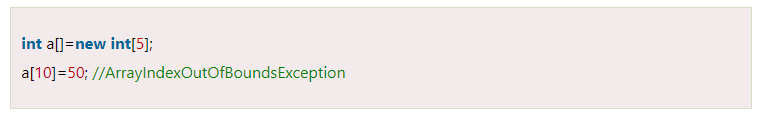 int a[]=new int[5];
a[10]=50; //ArrayIndexOutOfBoundsException